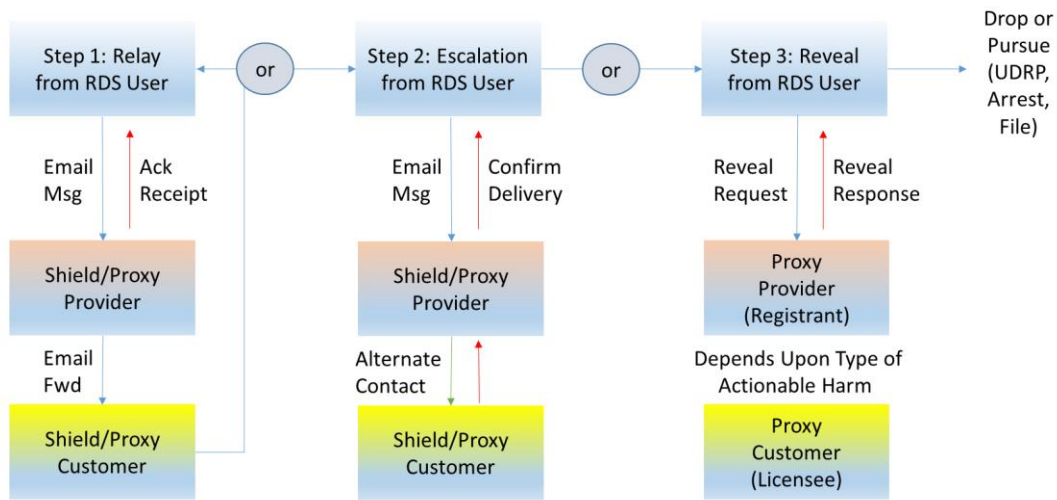 Step 1: Relay
from RDS User
or
Step 2: Escalation
from RDS User
or
Step 3: Reveal
from RDS User
Drop or
Pursue
(UDRP,
Arrest,
File)
Email
Msg
Ack
Receipt
Email
Msg
Confirm
Delivery
Reveal
Request
Reveal
Response
Shield/Proxy
Provider
Shield/Proxy
Provider
Proxy
Provider
(Registrant)
Email
Fwd
Alternate
Contact
Depends Upon Type of
Actionable Harm
Shield/Proxy
Customer
Shield/Proxy
Customer
Proxy
Customer
(Licensee)